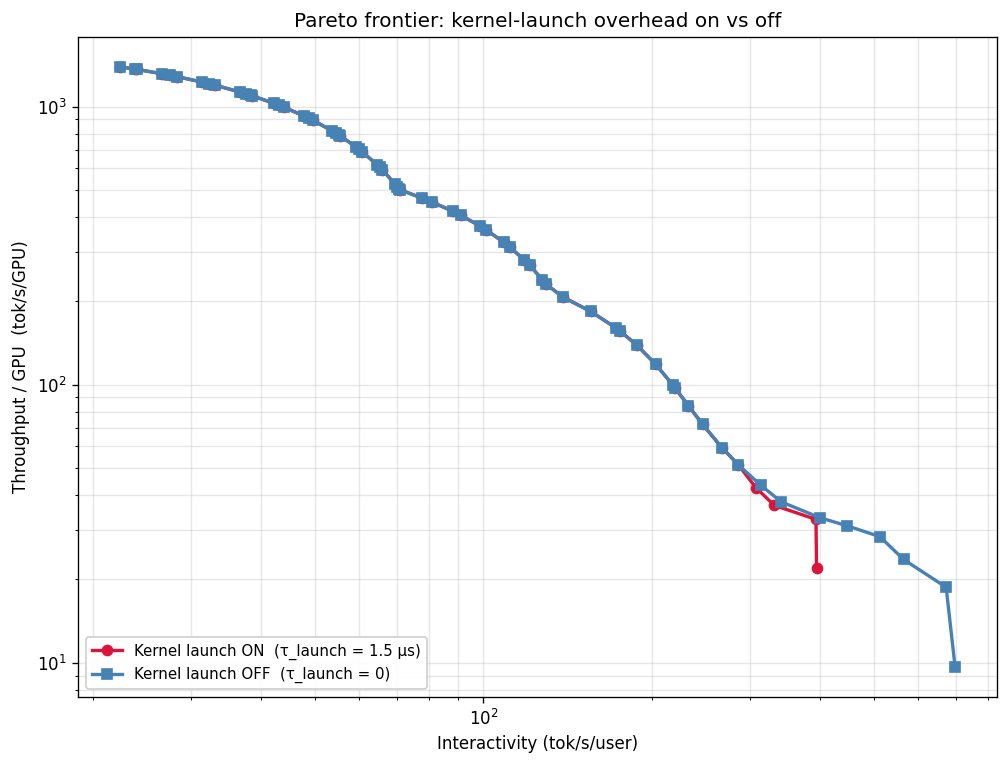 Pareto frontier: kernel-launch overhead on vs off
10³
10²
10¹
Throughput / GPU  (tok/s/GPU)
Kernel launch ON  (τ_launch = 1.5 μs)
Kernel launch OFF  (τ_launch = 0)
10²
Interactivity (tok/s/user)